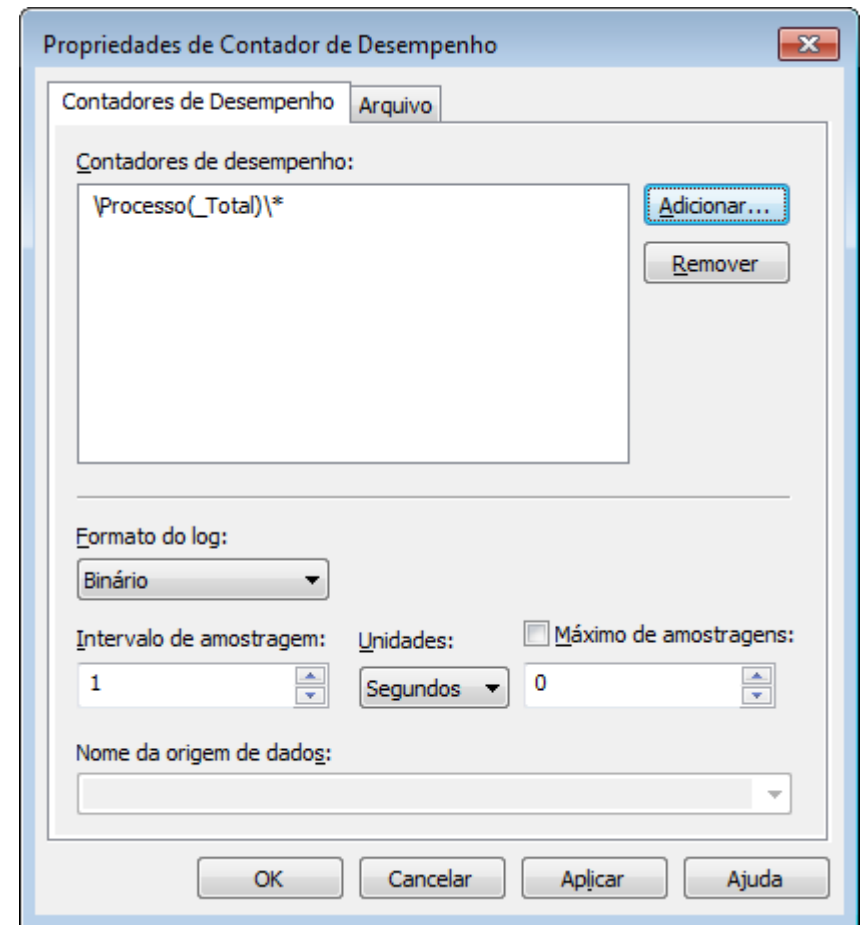 Propriedades de Contador de Desempenho
Contadores de Desempenho
Arquivo
Contadores de desempenho:
\Processo(_Total)\*
Adicionar...
Remover
Formato do log:
Binário
Intervalo de amostragem:
Unidades:
Máximo de amostragens:
1
Segundos
0
Nome da origem de dados:
OK
Cancelar
Aplicar
Ajuda